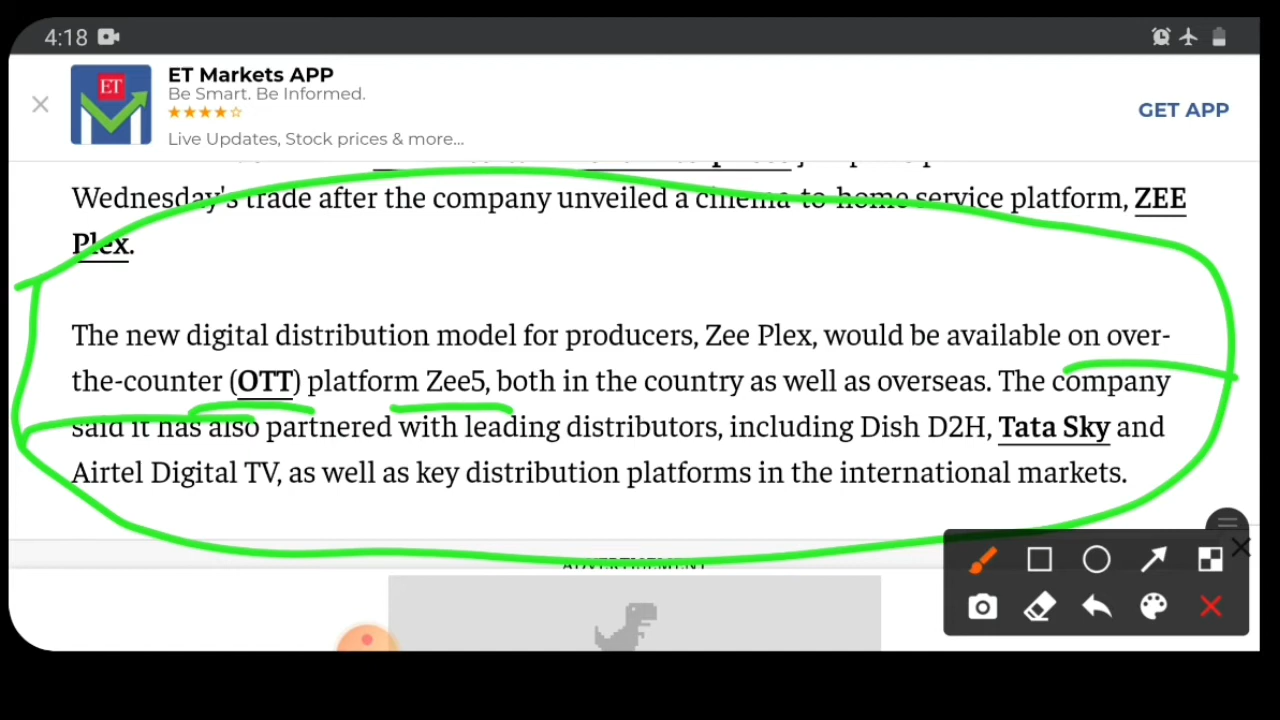 4:18
ET Markets APP
Be Smart. Be Informed.
Live Updates, Stock prices & more...
GET APP
ET
Wednesday's trade after the company unveiled a cinema-to-home service platform, ZEE
Plex.
The new digital distribution model for producers, Zee Plex, would be available on over-
the-counter (OTT) platform Zee5, both in the country as well as overseas. The company
said it has also partnered with leading distributors, including Dish D2H, Tata Sky and
Airtel Digital TV, as well as key distribution platforms in the international markets.
ADVERTISEMENT